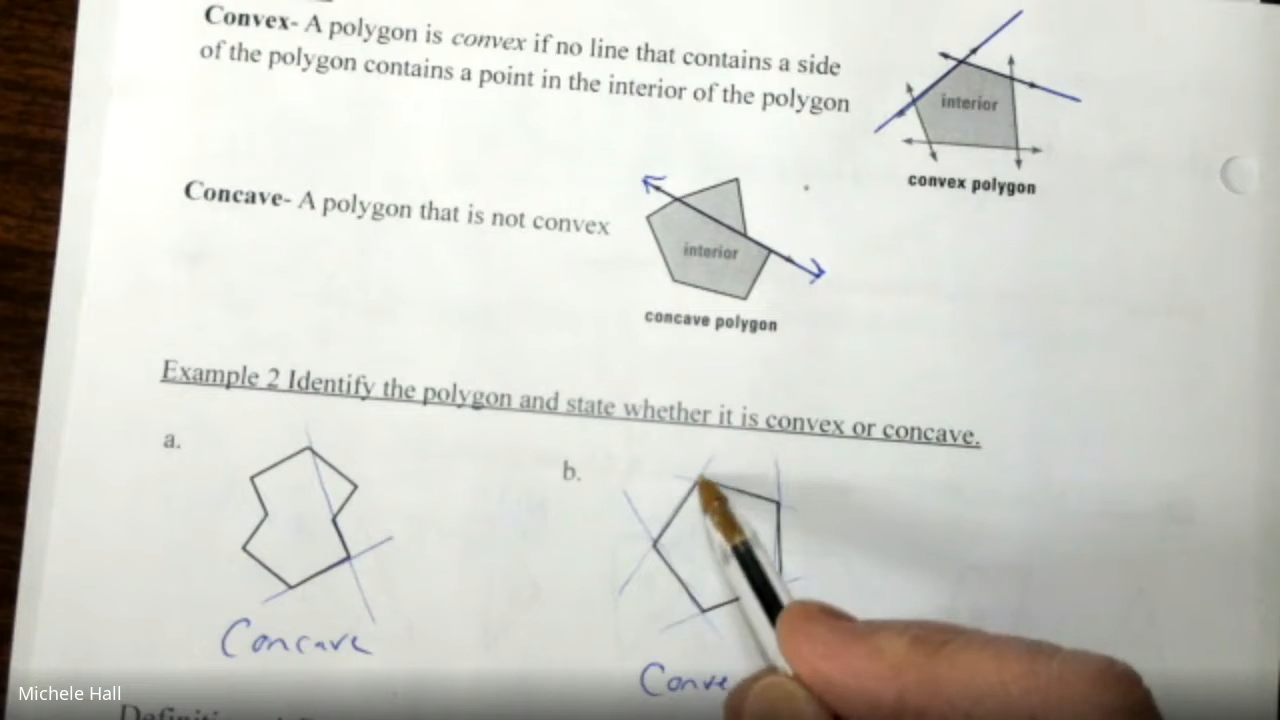 Convex- A polygon is convex if no line that contains a side
of the polygon contains a point in the interior of the polygon
interior
convex polygon
Concave- A polygon that is not convex
interior
concave polygon
Example 2 Identify the polygon and state whether it is convex or concave.
a.
b.
Concave
Conve
Michele Hall